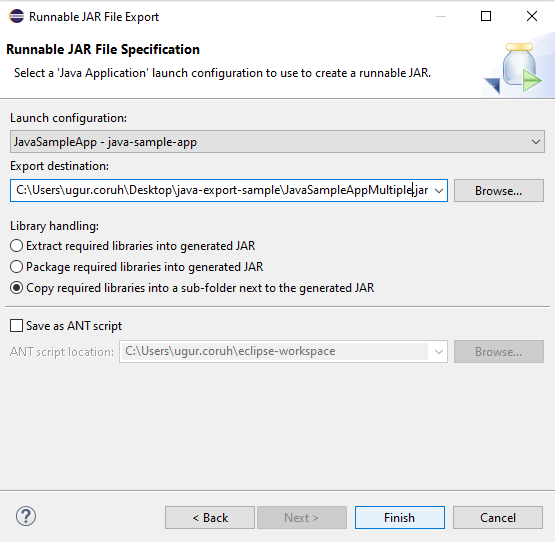 Runnable JAR File Export
Runnable JAR File Specification
Select a 'Java Application' launch configuration to use to create a runnable JAR.
Launch configuration:
JavaSampleApp - java-sample-app
Export destination:
C:\Users\ugur.coruh\Desktop\java-export-sample\JavaSampleAppMultiple.jar
Browse...
Library handling:
Extract required libraries into generated JAR
Package required libraries into generated JAR
Copy required libraries into a sub-folder next to the generated JAR
Save as ANT script
ANT script location:
C:\Users\ugur.coruh\eclipse-workspace
Browse...
?
< Back
Next >
Finish
Cancel